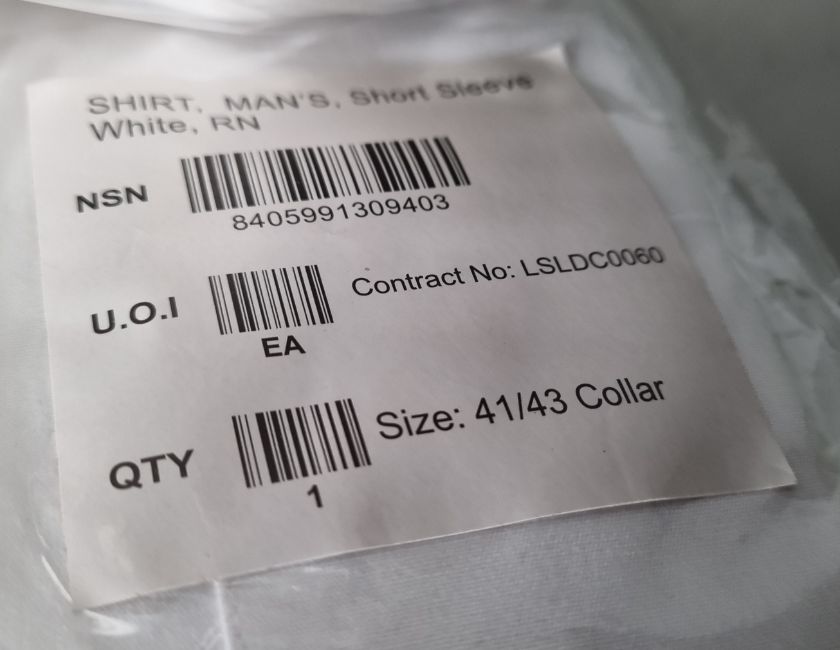 SHIRT, MAN'S, Short Sleeve
White, RN
NSN
8405991309403
U.O.I
EA
Contract No: LSLDC0060
QTY
1
Size: 41/43 Collar